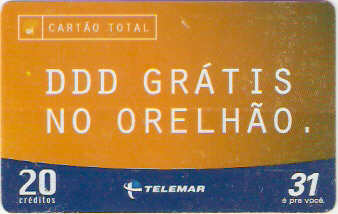 CARTÃO TOTAL
DDD GRÁTIS
NO ORELHÃO.
20
créditos
TELEMAR
31
é pra você.